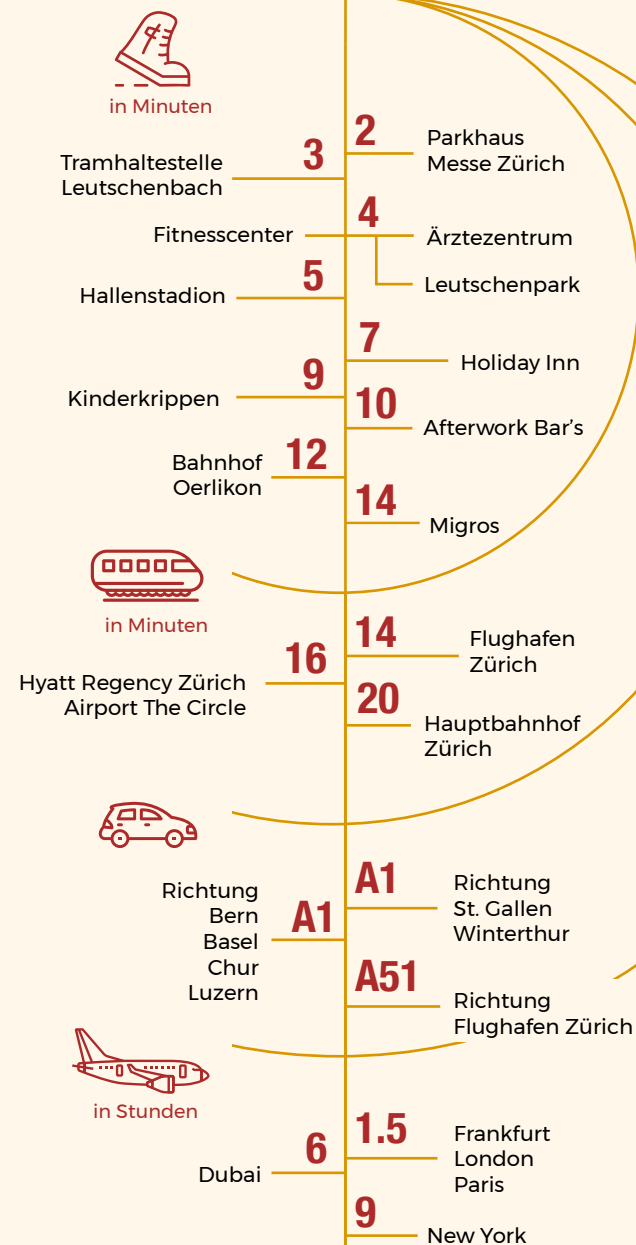 in Minuten
2
Parkhaus
Messe Zürich
3
Tramhaltestelle
Leutschenbach
4
Fitnesscenter
Ärztezentrum
Leutschenpark
5
Hallenstadion
7
Holiday Inn
9
Kinderkrippen
10
Afterwork Bar's
12
Bahnhof
Oerlikon
14
Migros
in Minuten
14
Flughafen
Zürich
16
Hyatt Regency Zürich
Airport The Circle
20
Hauptbahnhof
Zürich
A1
Richtung
St. Gallen
Winterthur
A1
Richtung
Bern
Basel
Chur
Luzern
A51
Richtung
Flughafen Zürich
in Stunden
1.5
Frankfurt
London
Paris
6
Dubai
9
New York